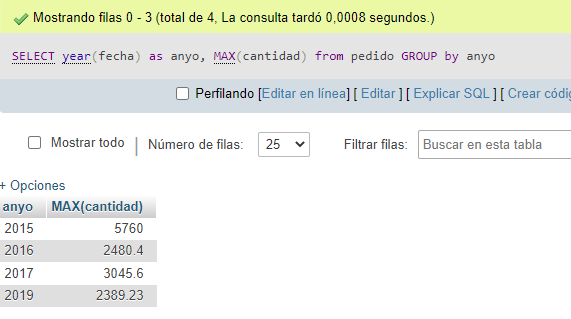 Mostrando filas 0 - 3 (total de 4, La consulta tardó 0,0008 segundos.)
SELECT year(fecha) as anyo, MAX(cantidad) from pedido GROUP by anyo
Perfilando [Editar en línea] [ Editar ] [ Explicar SQL ] [ Crear códig
Mostrar todo | Número de filas: 25 Filtrar filas: Buscar en esta tabla
+ Opciones
anyo MAX(cantidad)
2015 5760
2016 2480.4
2017 3045.6
2019 2389.23